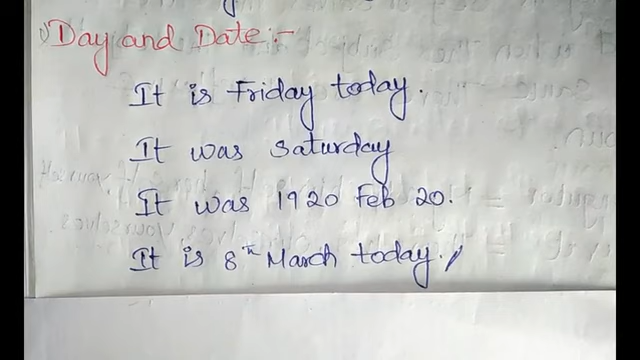 Day and Date:-
It is Friday today.
It was Saturday
It was 1920 Feb 20.
It is 8th March today.